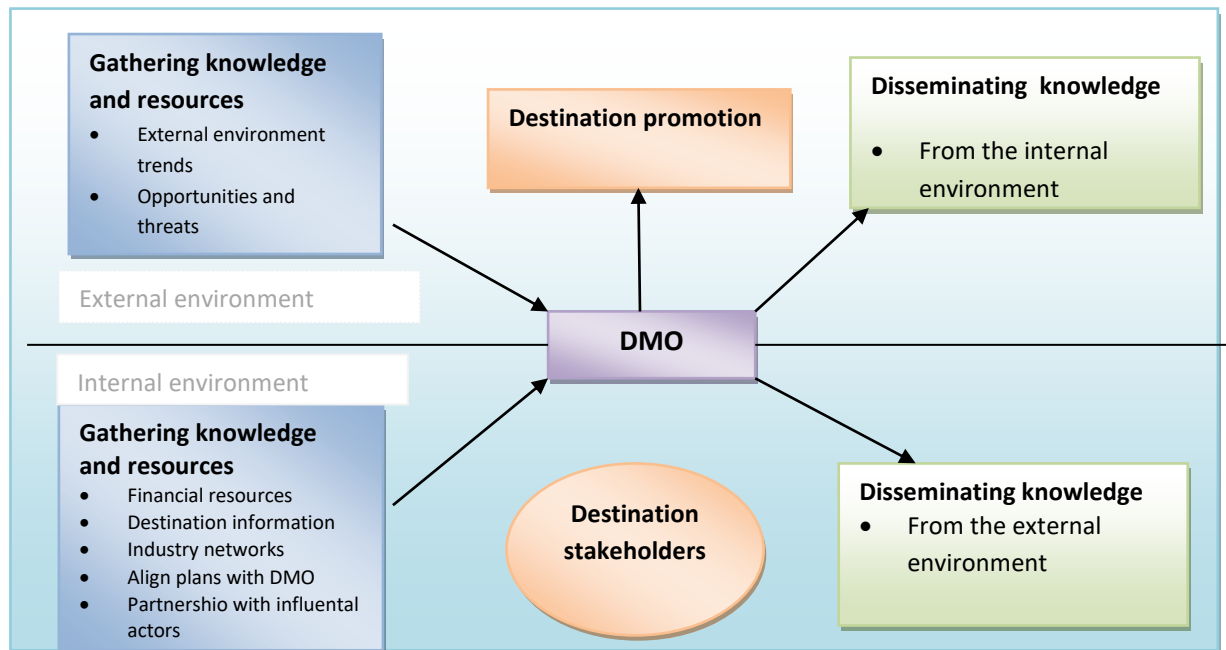 Gathering knowledge
and resources
• External environment
trends
• Opportunities and
threats
Destination promotion
Disseminating knowledge
• From the internal
environment
External environment
DMO
Internal environment
Gathering knowledge
and resources
• Financial resources
• Destination information
• Industry networks
• Align plans with DMO
• Partnershio with influental
actors
Destination
stakeholders
Disseminating knowledge
• From the external
environment